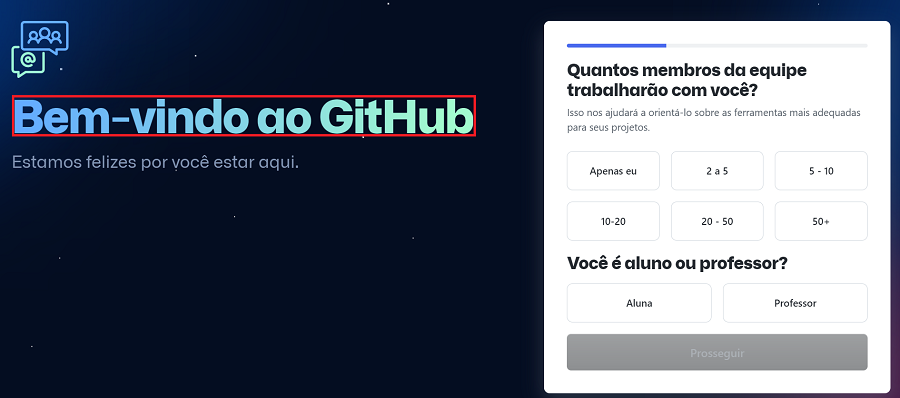 Bem-vindo ao GitHub
Estamos felizes por você estar aqui.
Quantos membros da equipe
trabalharão com você?
Isso nos ajudará a orientá-lo sobre as ferramentas mais adequadas
para seus projetos.
Apenas eu
2 a 5
5 - 10
10-20
20 - 50
50+
Você é aluno ou professor?
Aluna
Professor
Prosseguir